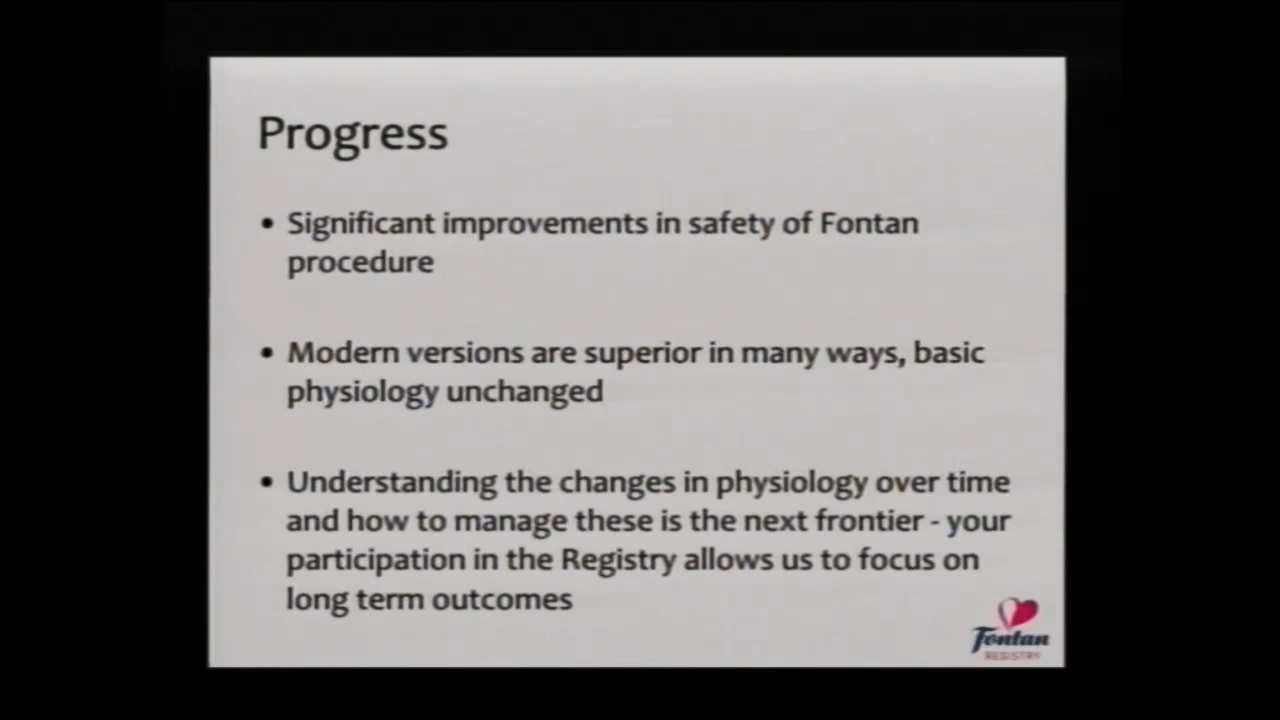 Progress
• Significant improvements in safety of Fontan
procedure
• Modern versions are superior in many ways, basic
physiology unchanged
• Understanding the changes in physiology over time
and how to manage these is the next frontier - your
participation in the Registry allows us to focus on
long term outcomes
Fontan
REGISTRY